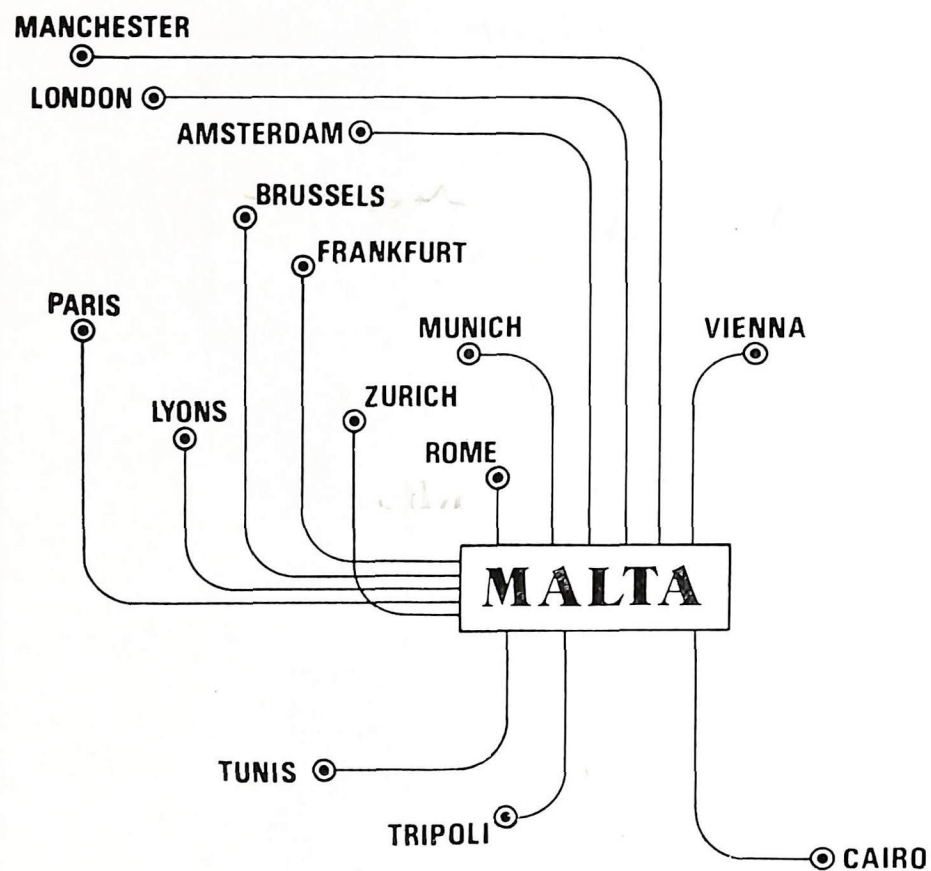 MANCHESTER
LONDON
AMSTERDAM
BRUSSELS
FRANKFURT
PARIS
MUNICH
VIENNA
ZURICH
LYONS
ROME
MALTA
TUNIS
TRIPOLI
CAIRO